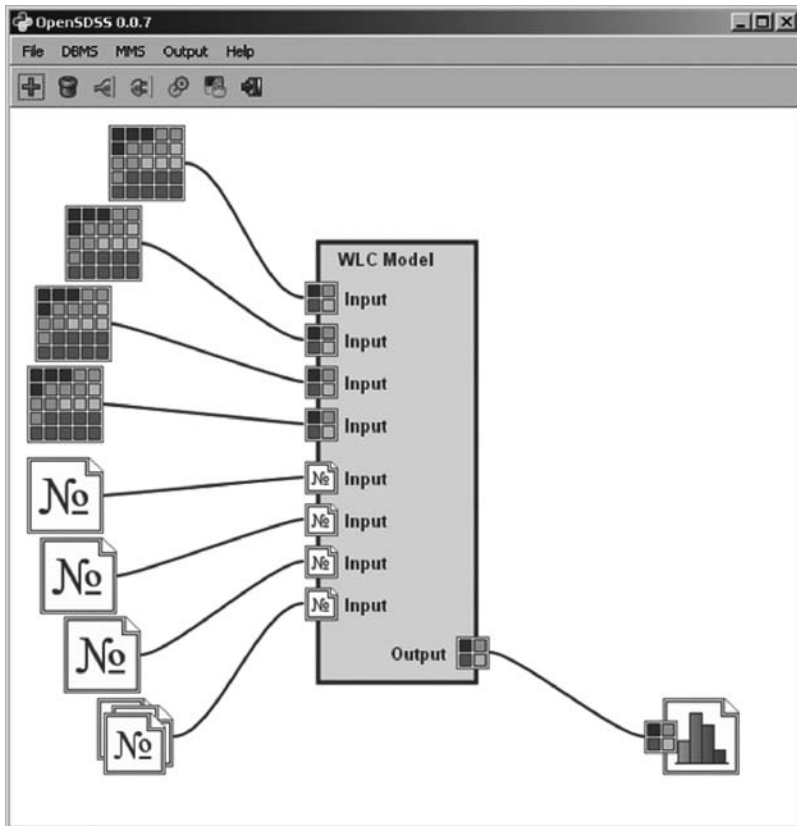 OpenSDSS 0.0.7
File DBMS MMS Output Help
WLC Model
Input
Input
Input
Input
№
Input
№
Input
№
Input
№
Input
№
№
№
№
Output